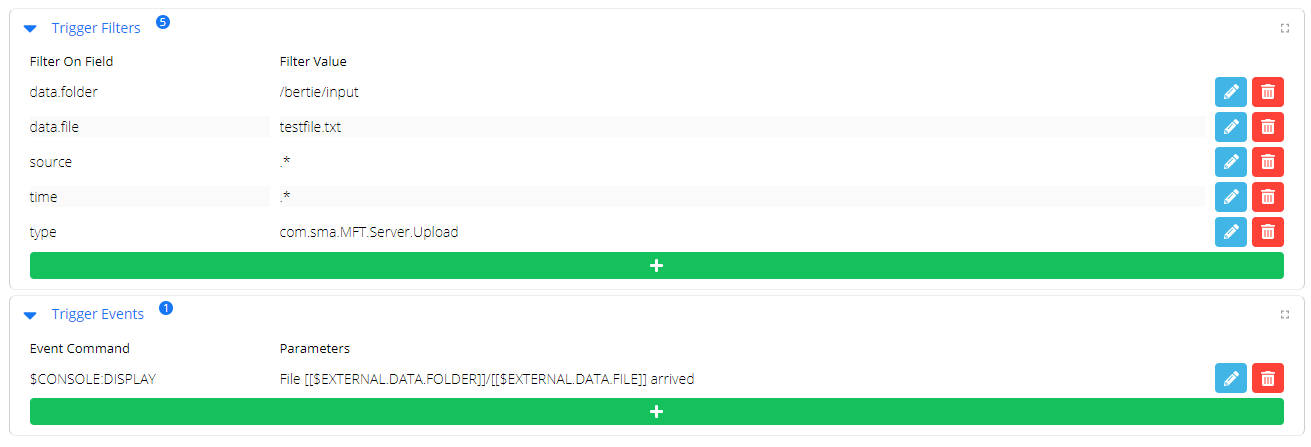 Trigger Filters 5
Filter On Field Filter Value
data.folder /bertie/input
data.file testfile.txt
source .*
time .*
type com.sma.MFT.Server.Upload
+
Trigger Events 1
Event Command Parameters
$CONSOLE:DISPLAY File [[$EXTERNAL.DATA.FOLDER]]/[[$EXTERNAL.DATA.FILE]] arrived
+